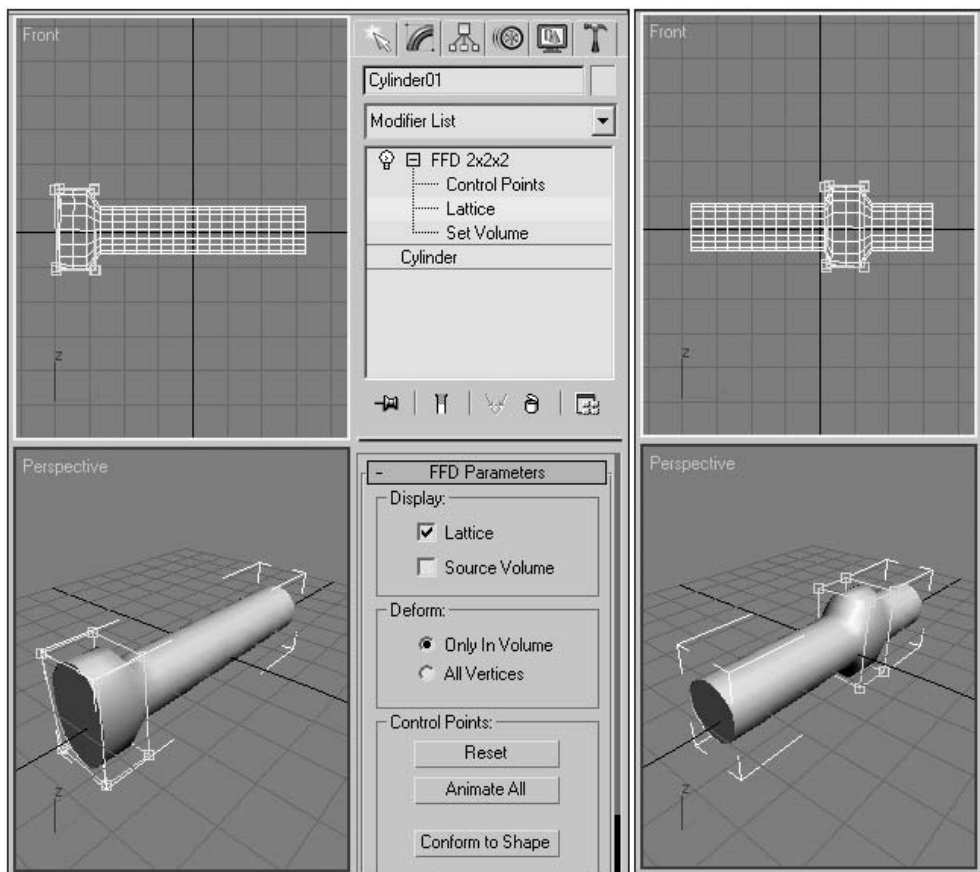 Front
Cylinder01
Modifier List
FFD 2x2x2
Control Points
Lattice
Set Volume
Cylinder
z
Perspective
- FFD Parameters
Display:
Lattice
Source Volume
Deform:
Only In Volume
All Vertices
Control Points:
Reset
Animate All
Conform to Shape
z
Front
z
Perspective
z